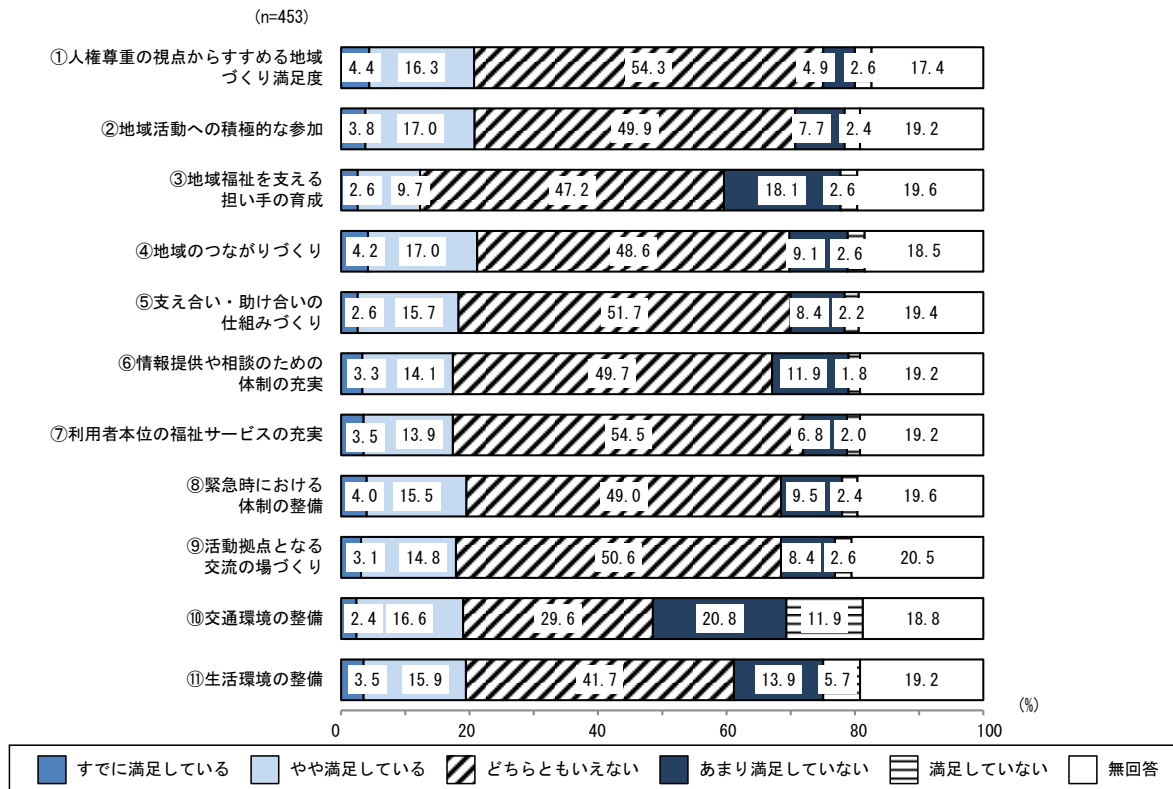 (n=453)
①人権尊重の視点からすすめる地域
づくり満足度
4.4 16.3 54.3 4.9 2.6 17.4
②地域活動への積極的な参加
3.8 17.0 49.9 7.7 2.4 19.2
③地域福祉を支える
担い手の育成
2.6 9.7 47.2 18.1 2.6 19.6
④地域のつながりづくり
4.2 17.0 48.6 9.1 2.6 18.5
⑤支え合い・助け合いの
仕組みづくり
2.6 15.7 51.7 8.4 2.2 19.4
⑥情報提供や相談のための
体制の充実
3.3 14.1 49.7 11.9 1.8 19.2
⑦利用者本位の福祉サービスの充実
3.5 13.9 54.5 6.8 2.0 19.2
⑧緊急時における
体制の整備
4.0 15.5 49.0 9.5 2.4 19.6
⑨活動拠点となる
交流の場づくり
3.1 14.8 50.6 8.4 2.6 20.5
⑩交通環境の整備
2.4 16.6 29.6 20.8 11.9 18.8
⑪生活環境の整備
3.5 15.9 41.7 13.9 5.7 19.2
(%)
0 20 40 60 80 100
すでに満足している やや満足している どちらともいえない あまり満足していない 満足していない 無回答